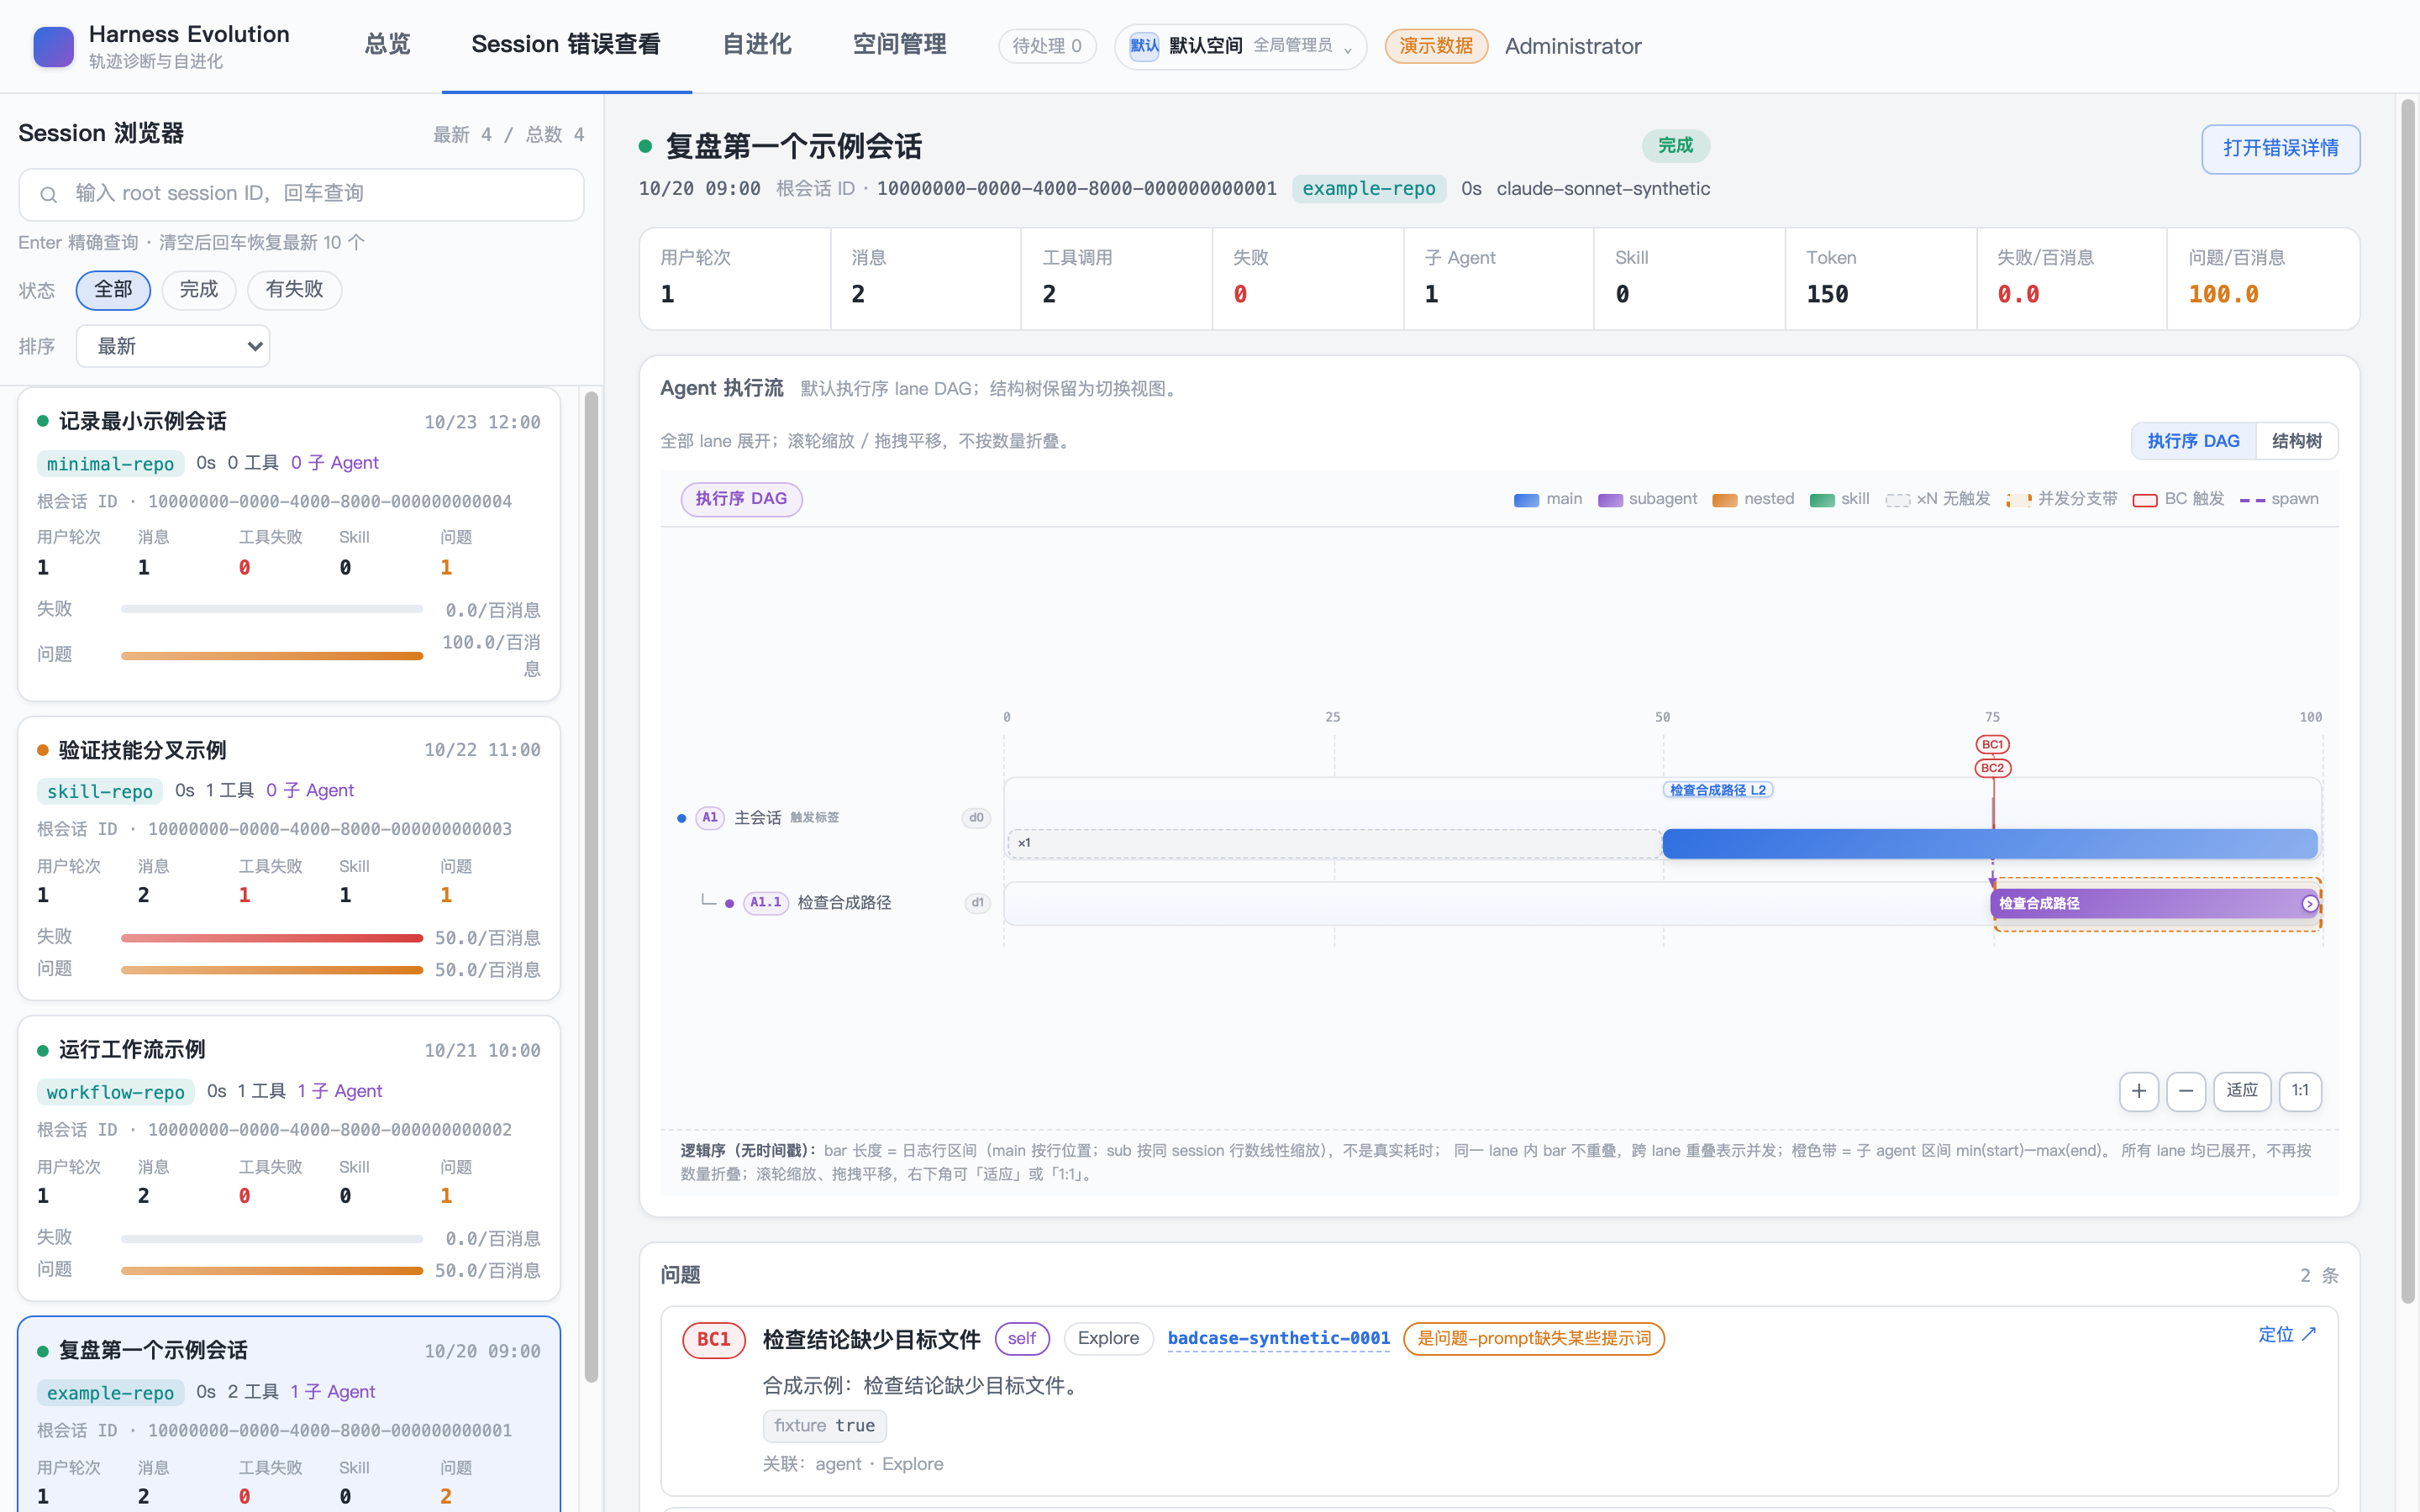 Harness Evolution
轨迹诊断与自进化
总览
Session 错误查看
自进化
空间管理
待处理 0
默认 默认空间 全局管理员
演示数据
Administrator
Session 浏览器
最新 4 / 总数 4
输入 root session ID，回车查询
Enter 精确查询 · 清空后回车恢复最新 10 个
状态 全部 完成 有失败
排序 最新
记录最小示例会话 10/23 12:00
minimal-repo 0s 0 工具 0 子 Agent
根会话 ID · 10000000-0000-4000-8000-000000000004
用户轮次 消息 工具失败 Skill 问题
1 1 0 0 1
失败 0.0/百消息
问题 100.0/百消息
验证技能分叉示例 10/22 11:00
skill-repo 0s 1 工具 0 子 Agent
根会话 ID · 10000000-0000-4000-8000-000000000003
用户轮次 消息 工具失败 Skill 问题
1 2 1 1 1
失败 50.0/百消息
问题 50.0/百消息
运行工作流示例 10/21 10:00
workflow-repo 0s 1 工具 1 子 Agent
根会话 ID · 10000000-0000-4000-8000-000000000002
用户轮次 消息 工具失败 Skill 问题
1 2 0 0 1
失败 0.0/百消息
问题 50.0/百消息
复盘第一个示例会话 10/20 09:00
example-repo 0s 2 工具 1 子 Agent
根会话 ID · 10000000-0000-4000-8000-000000000001
用户轮次 消息 工具失败 Skill 问题
1 2 0 0 2
复盘第一个示例会话 完成
打开错误详情
10/20 09:00 根会话 ID · 10000000-0000-4000-8000-000000000001 example-repo 0s claude-sonnet-synthetic
用户轮次 消息 工具调用 失败 子 Agent Skill Token 失败/百消息 问题/百消息
1 2 2 0 1 0 150 0.0 100.0
Agent 执行流 默认执行序 lane DAG；结构树保留为切换视图。
全部 lane 展开；滚轮缩放 / 拖拽平移，不按数量折叠。
执行序 DAG 结构树
执行序 DAG
main subagent nested skill ×N 无触发 并发分支带 BC 触发 spawn
0 25 50 75 100
BC1
BC2
检查合成路径 L2
A1 主会话 触发标签 d0
×1
A1.1 检查合成路径 d1
检查合成路径
+ − 适应 1:1
逻辑序（无时间戳）：bar 长度 = 日志行区间（main 按行位置；sub 按同 session 行数线性缩放），不是真实耗时； 同一 lane 内 bar 不重叠，跨 lane 重叠表示并发；橙色带 = 子 agent 区间 min(start)—max(end)。 所有 lane 均已展开，不再按
数量折叠；滚轮缩放、拖拽平移，右下角可「适应」或「1:1」。
问题 2 条
BC1 检查结论缺少目标文件 self Explore badcase-synthetic-0001 是问题-prompt缺失某些提示词 定位 ↗
合成示例：检查结论缺少目标文件。
fixture true
关联：agent · Explore